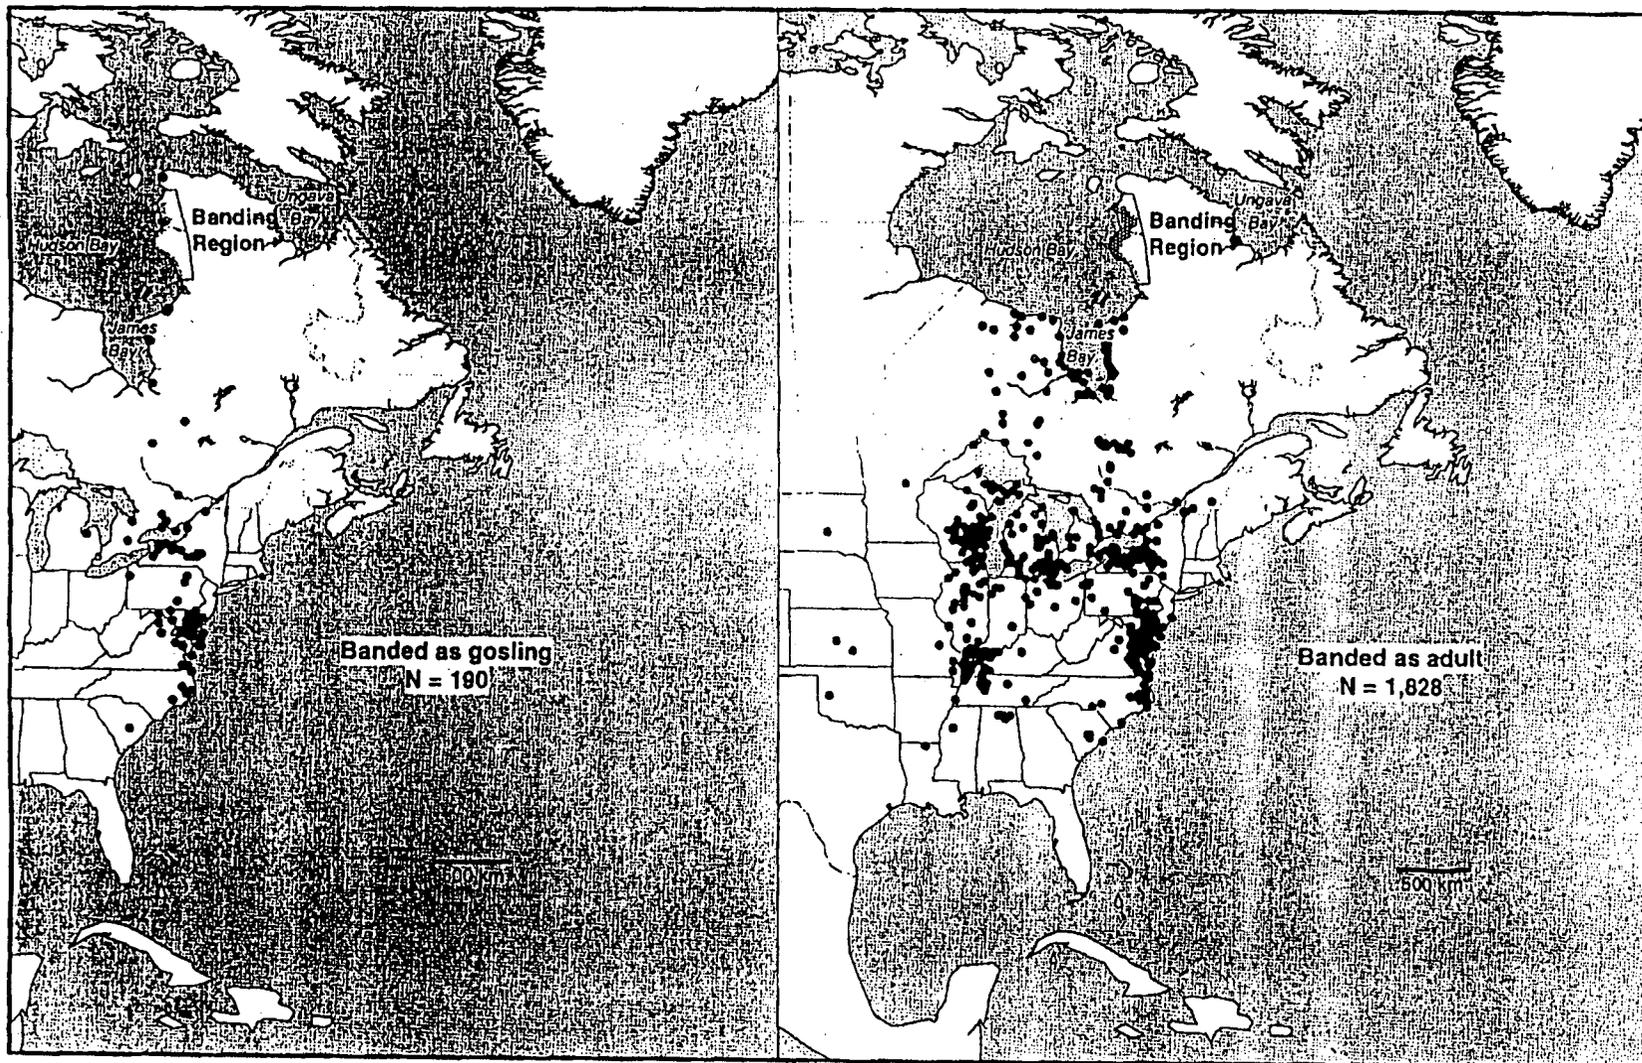 Ungava
Bay
Banding
Region
Hudson Bay
James
Bay
Banded as gosling
N = 190
500 km
Ungava
Bay
Banding
Region
Hudson Bay
James
Bay
Banded as adult
N = 1,828
500 km